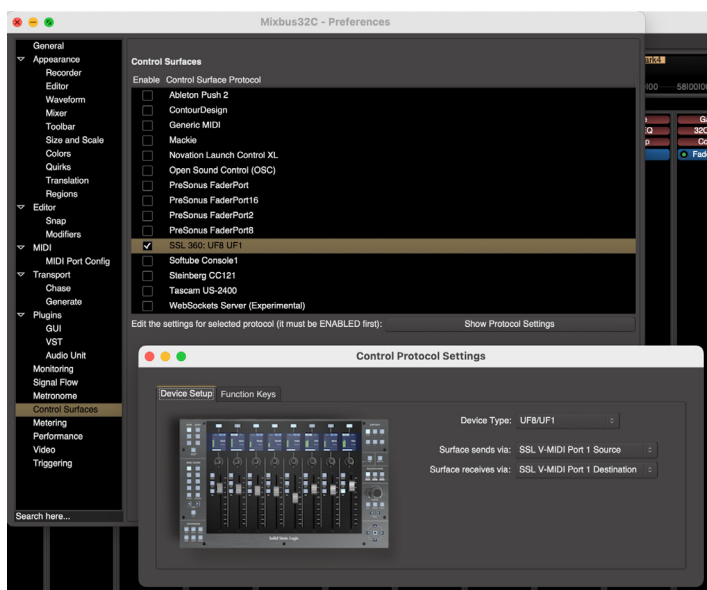 Mixbus32C - Preferences
General
Appearance
Recorder
Editor
Waveform
Mixer
Toolbar
Size and Scale
Colors
Quirks
Translation
Regions
Editor
Snap
Modifiers
MIDI
MIDI Port Config
Transport
Chase
Generate
Plugins
GUI
VST
Audio Unit
Monitoring
Signal Flow
Metronome
Control Surfaces
Metering
Performance
Video
Triggering
Search here...
Control Surfaces
Enable Control Surface Protocol
Ableton Push 2
ContourDesign
Generic MIDI
Mackie
Novation Launch Control XL
Open Sound Control (OSC)
PreSonus FaderPort
PreSonus FaderPort16
PreSonus FaderPort2
PreSonus FaderPort8
SSL 360: UF8 UF1
Softube Console1
Steinberg CC121
Tascam US-2400
WebSockets Server (Experimental)
Edit the settings for selected protocol (it must be ENABLED first): Show Protocol Settings
Control Protocol Settings
Device Setup Function Keys
Device Type: UF8/UF1
Surface sends via: SSL V-MIDI Port 1 Source
Surface receives via: SSL V-MIDI Port 1 Destination
Solid State Logic